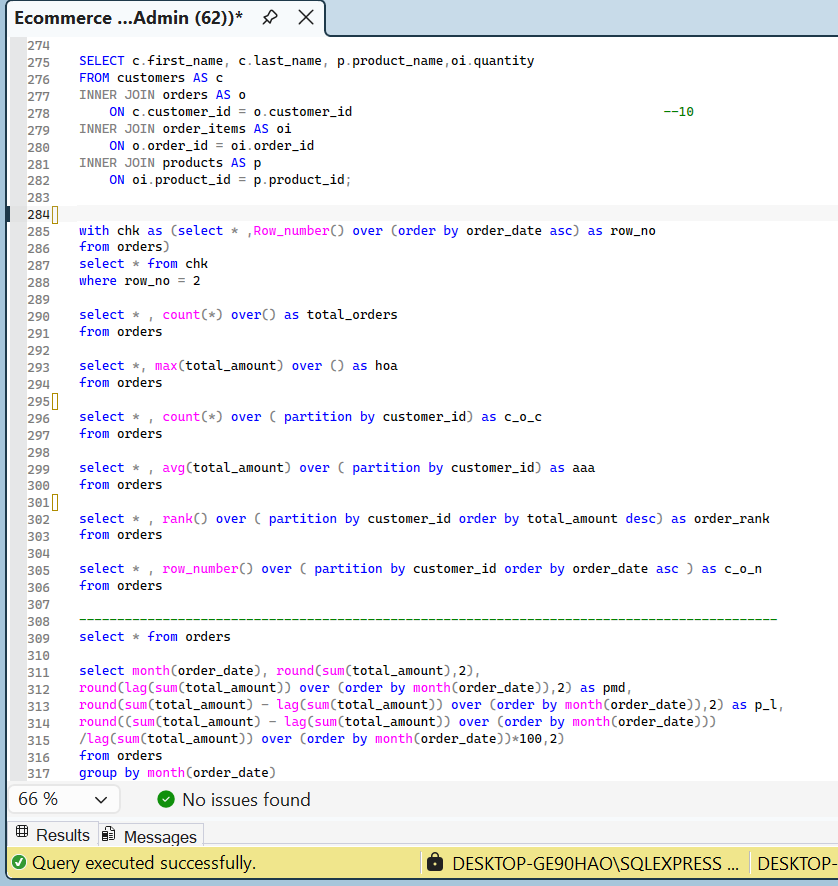 Ecommerce ...Admin (62))*
274
275 SELECT c.first_name, c.last_name, p.product_name,oi.quantity
276 FROM customers AS c
277 INNER JOIN orders AS o
278 ON c.customer_id = o.customer_id --10
279 INNER JOIN order_items AS oi
280 ON o.order_id = oi.order_id
281 INNER JOIN products AS p
282 ON oi.product_id = p.product_id;
283
284
285 with chk as (select * ,Row_number() over (order by order_date asc) as row_no
286 from orders)
287 select * from chk
288 where row_no = 2
289
290 select * , count(*) over() as total_orders
291 from orders
292
293 select *, max(total_amount) over () as hoa
294 from orders
295
296 select * , count(*) over ( partition by customer_id) as c_o_c
297 from orders
298
299 select * , avg(total_amount) over ( partition by customer_id) as aaa
300 from orders
301
302 select * , rank() over ( partition by customer_id order by total_amount desc) as order_rank
303 from orders
304
305 select * , row_number() over ( partition by customer_id order by order_date asc ) as c_o_n
306 from orders
307
308 --------------------------------------------------------------------------------------------
309 select * from orders
310
311 select month(order_date), round(sum(total_amount),2),
312 round(lag(sum(total_amount)) over (order by month(order_date)),2) as pmd,
313 round(sum(total_amount) - lag(sum(total_amount)) over (order by month(order_date)),2) as p_l,
314 round((sum(total_amount) - lag(sum(total_amount)) over (order by month(order_date)))
315 /lag(sum(total_amount)) over (order by month(order_date))*100,2)
316 from orders
317 group by month(order_date)
66 % No issues found
Results Messages
Query executed successfully. DESKTOP-GE90HAO\SQLEXPRESS ... DESKTOP-